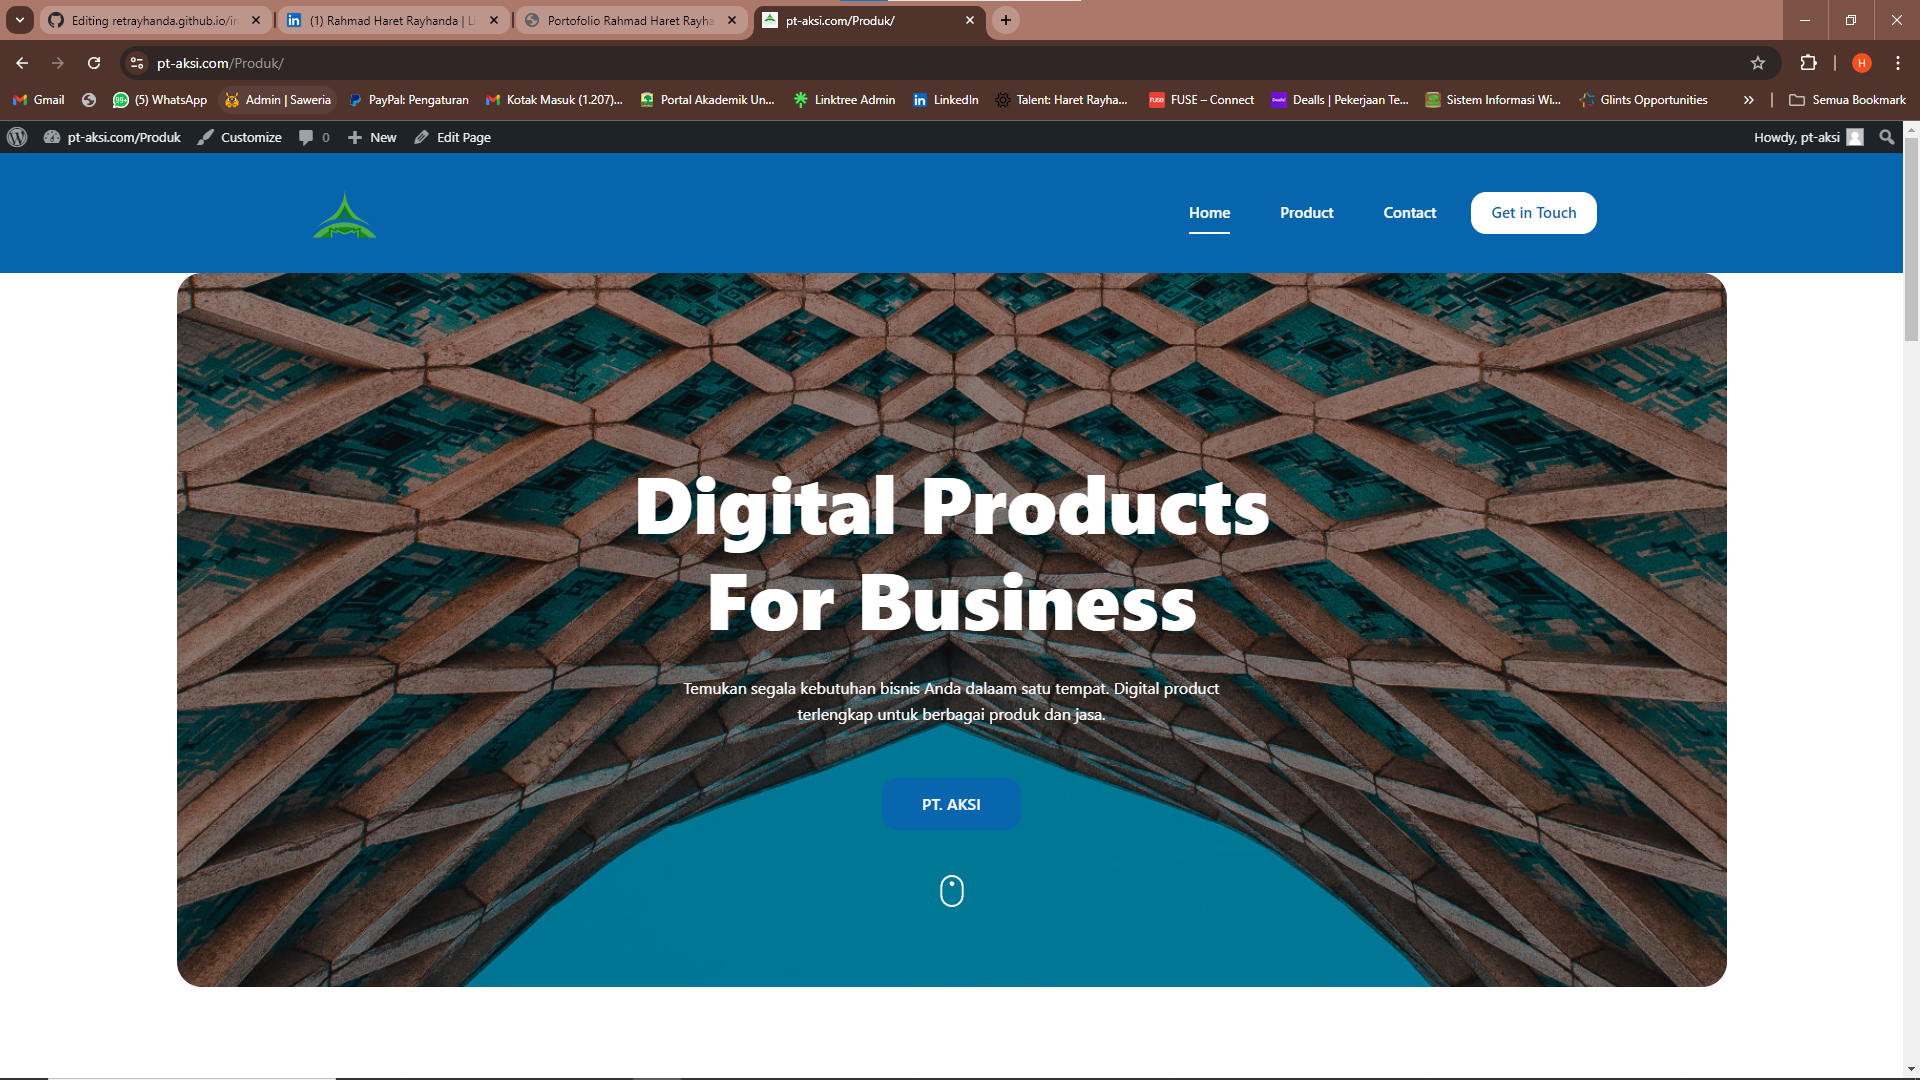 Editing retrayhanda.github.io/in
(1) Rahmad Haret Rayhanda | Li
Portofolio Rahmad Haret Rayha
pt-aksi.com/Produk/
pt-aksi.com/Produk/
H
Gmail
99+
(5) WhatsApp
Admin | Saweria
PayPal: Pengaturan
Kotak Masuk (1.207)...
Portal Akademik Un...
Linktree Admin
LinkedIn
Talent: Haret Rayha...
FUSE – Connect
Dealls | Pekerjaan Te...
Sistem Informasi Wi...
Glints Opportunities
Semua Bookmark
pt-aksi.com/Produk
Customize
0
New
Edit Page
Howdy, pt-aksi
Home
Product
Contact
Get in Touch
Digital Products
For Business
Temukan segala kebutuhan bisnis Anda dalaam satu tempat. Digital product
terlengkap untuk berbagai produk dan jasa.
PT. AKSI